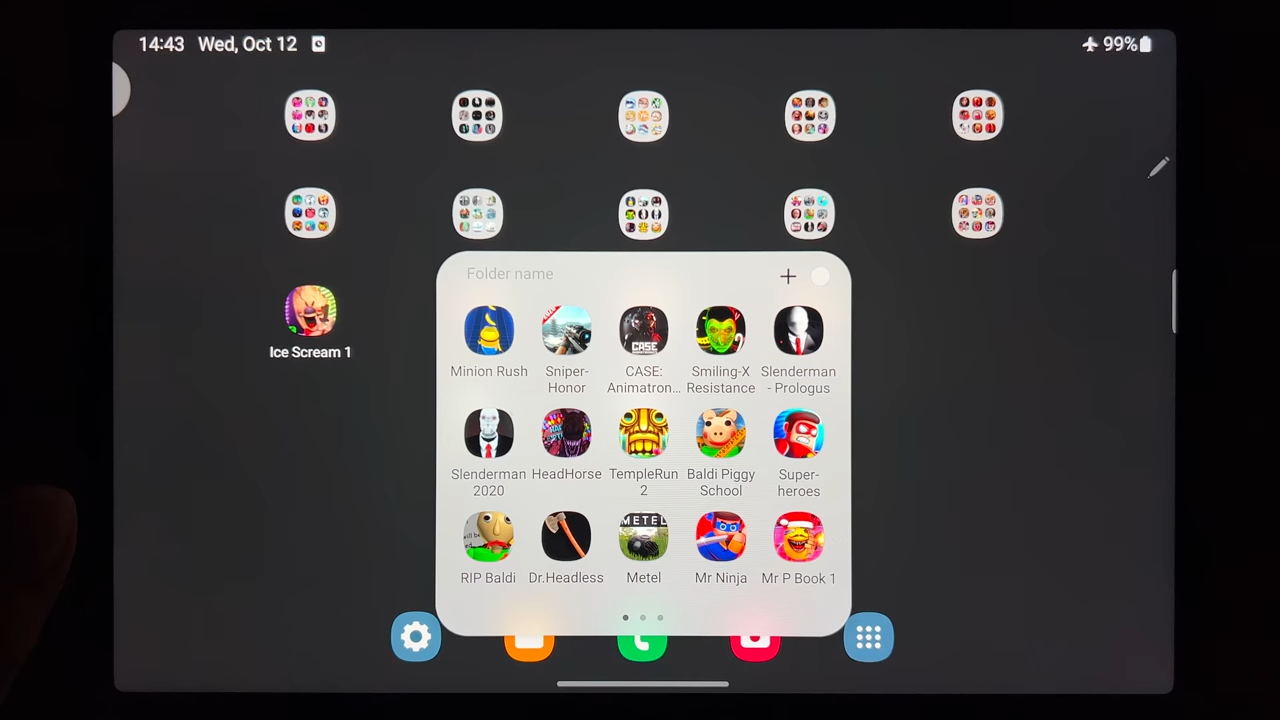 14:43 Wed, Oct 12
99%
Ice Scream 1
Folder name
Minion Rush
Sniper-
Honor
CASE:
Animatron...
Smiling-X
Resistance
Slenderman
- Prologus
Slenderman
2020
HeadHorse
TempleRun
2
Baldi Piggy
School
Super-
heroes
RIP Baldi
Dr.Headless
Metel
Mr Ninja
Mr P Book 1
CASE
METEL